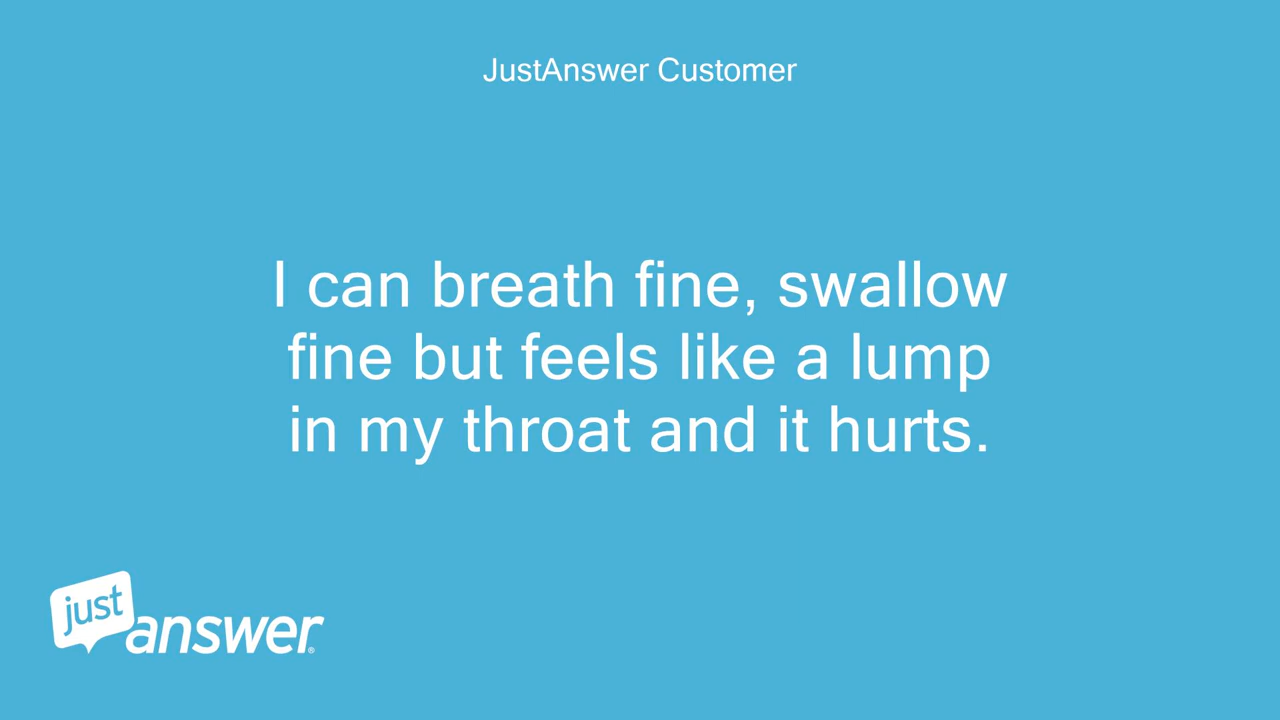 JustAnswer Customer
I can breath fine, swallow
fine but feels like a lump
in my throat and it hurts.
just
answer®